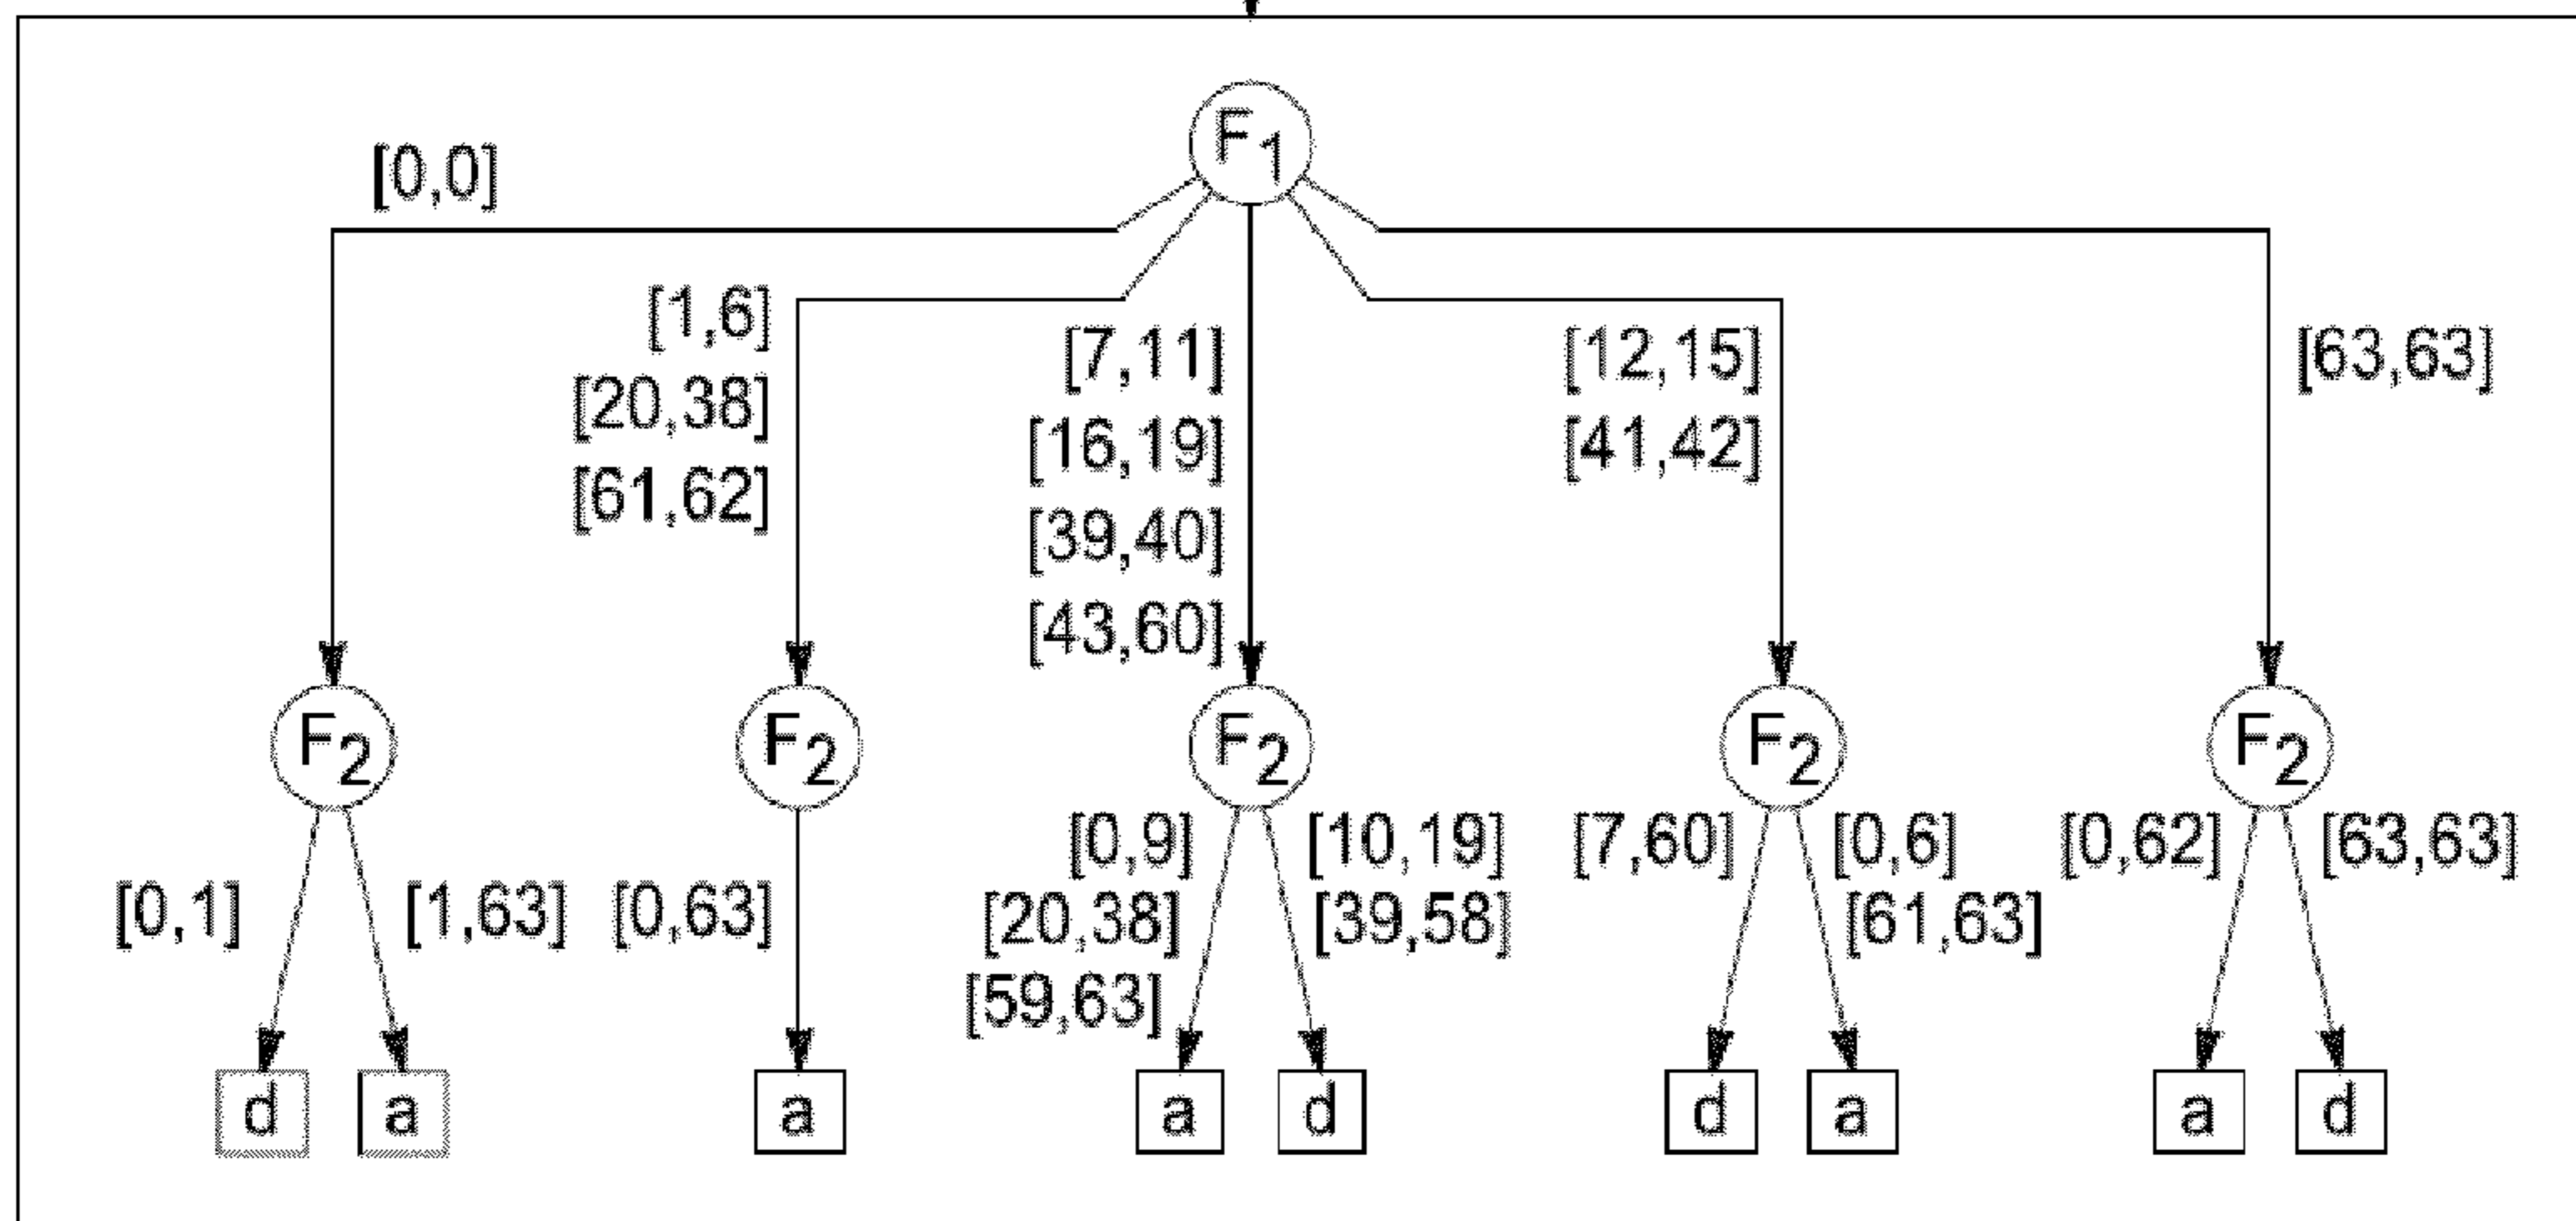 F1
[0,0]
[1,6]
[20,38]
[61,62]
[7,11]
[16,19]
[39,40]
[43,60]
[12,15]
[41,42]
[63,63]
F2
F2
F2
F2
F2
[0,1]
[1,63]
[0,63]
[0,9]
[20,38]
[59,63]
[10,19]
[39,58]
[7,60]
[0,6]
[61,63]
[0,62]
[63,63]
d
a
a
a
d
d
a
a
d